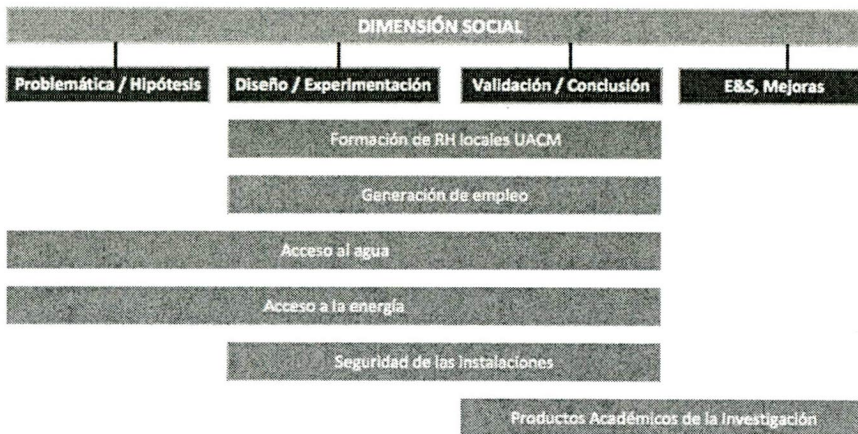 DIMENSIÓN SOCIAL
Problemática / Hipótesis
Diseño / Experimentación
Validación / Conclusión
E&S, Mejoras
Formación de RH locales UACM
Generación de empleo
Acceso al agua
Acceso a la energía
Seguridad de las instalaciones
Productos Académicos de la Investigación